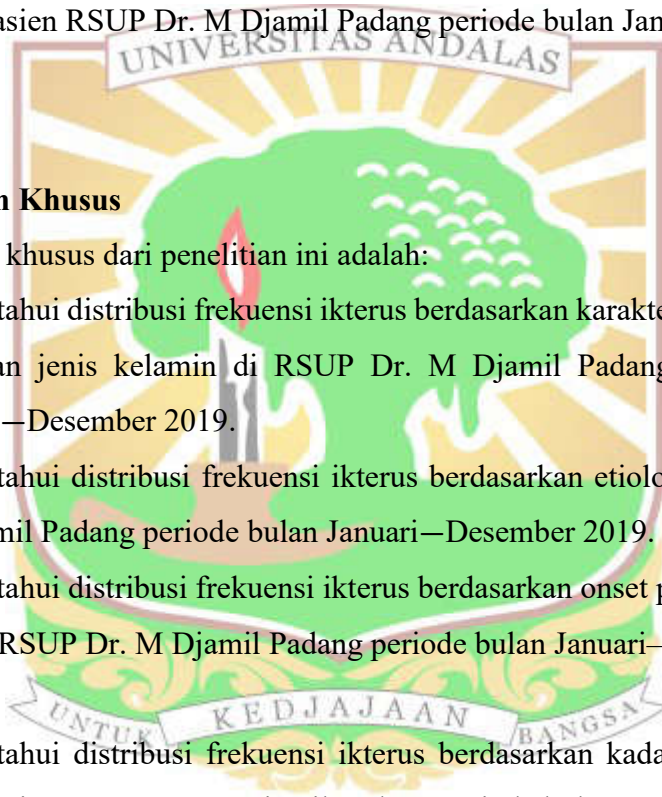 asien RSUP Dr. M Djamil Padang periode bulan Jan
UNIVERSITAS ANDALAS
n Khusus
khusus dari penelitian ini adalah:
tahui distribusi frekuensi ikterus berdasarkan karakte
an jenis kelamin di RSUP Dr. M Djamil Padang
—Desember 2019.
tahui distribusi frekuensi ikterus berdasarkan etiolo
mil Padang periode bulan Januari—Desember 2019.
tahui distribusi frekuensi ikterus berdasarkan onset p
RSUP Dr. M Djamil Padang periode bulan Januari—
UNTUK KEDJAJAAN BANGSA
tahui distribusi frekuensi ikterus berdasarkan kada